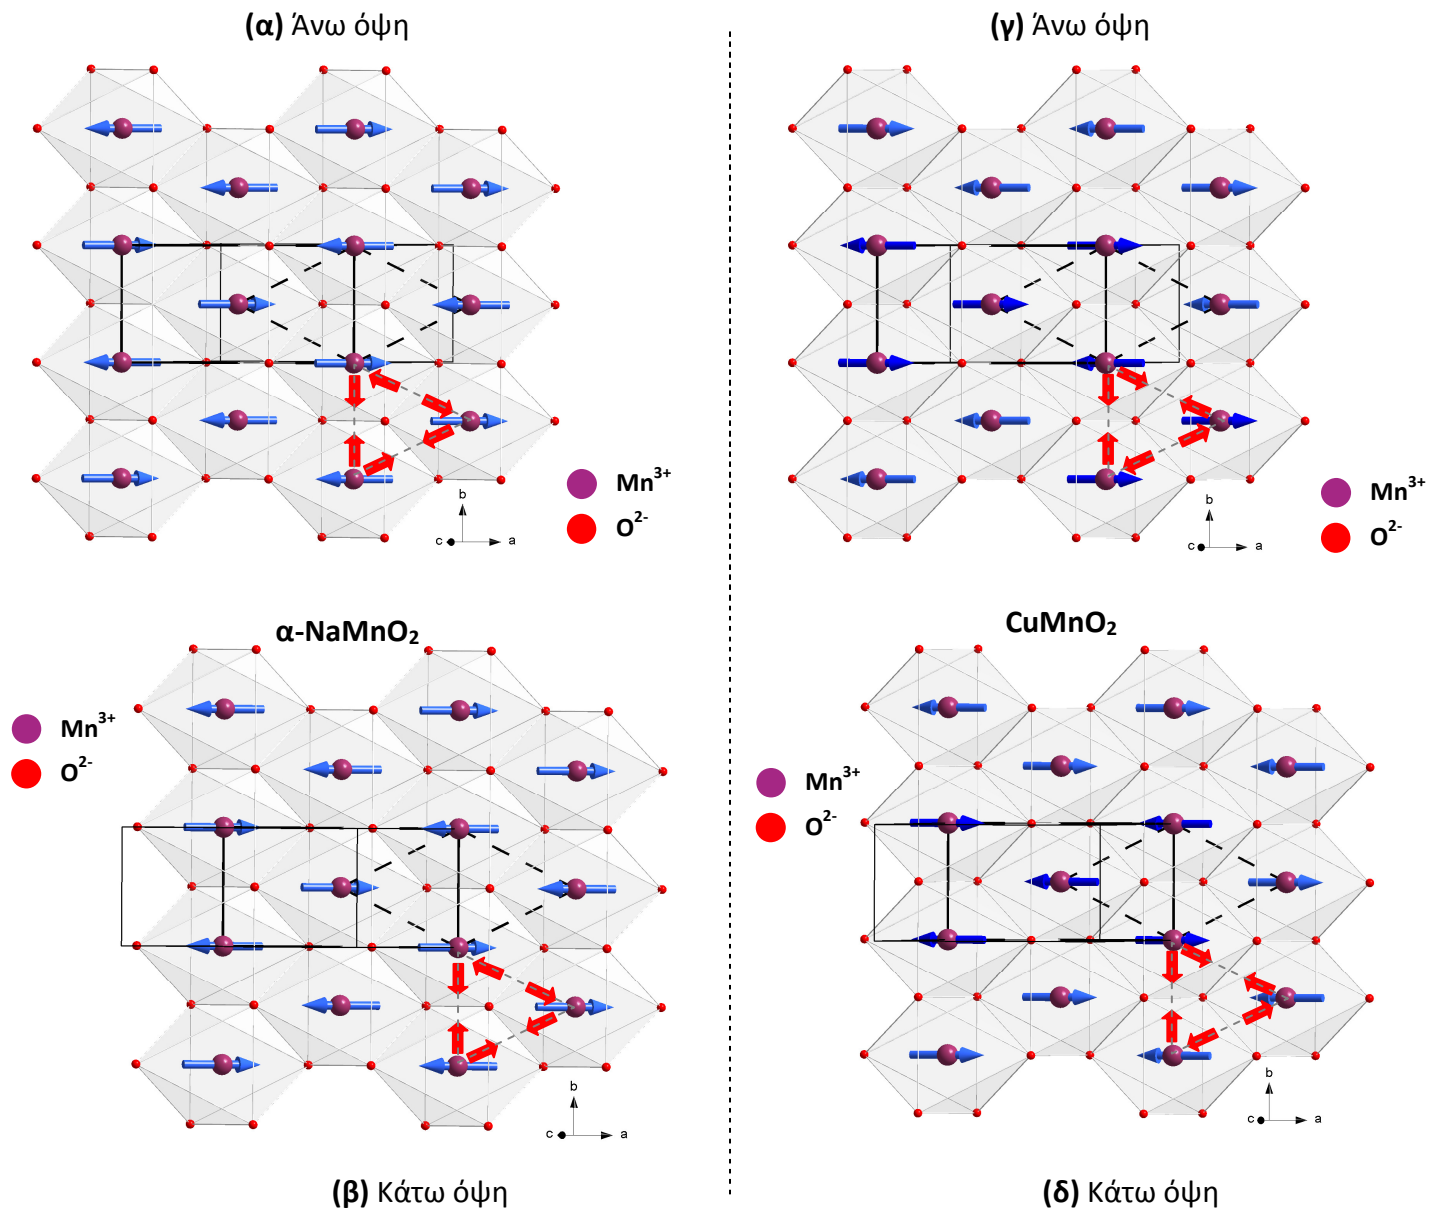 (α) Άνω όψη
Mn3+
O2-
b
c
a
α-NaMnO2
Mn3+
O2-
b
c
a
(β) Κάτω όψη
(γ) Άνω όψη
Mn3+
O2-
b
c
a
CuMnO2
Mn3+
O2-
b
c
a
(δ) Κάτω όψη